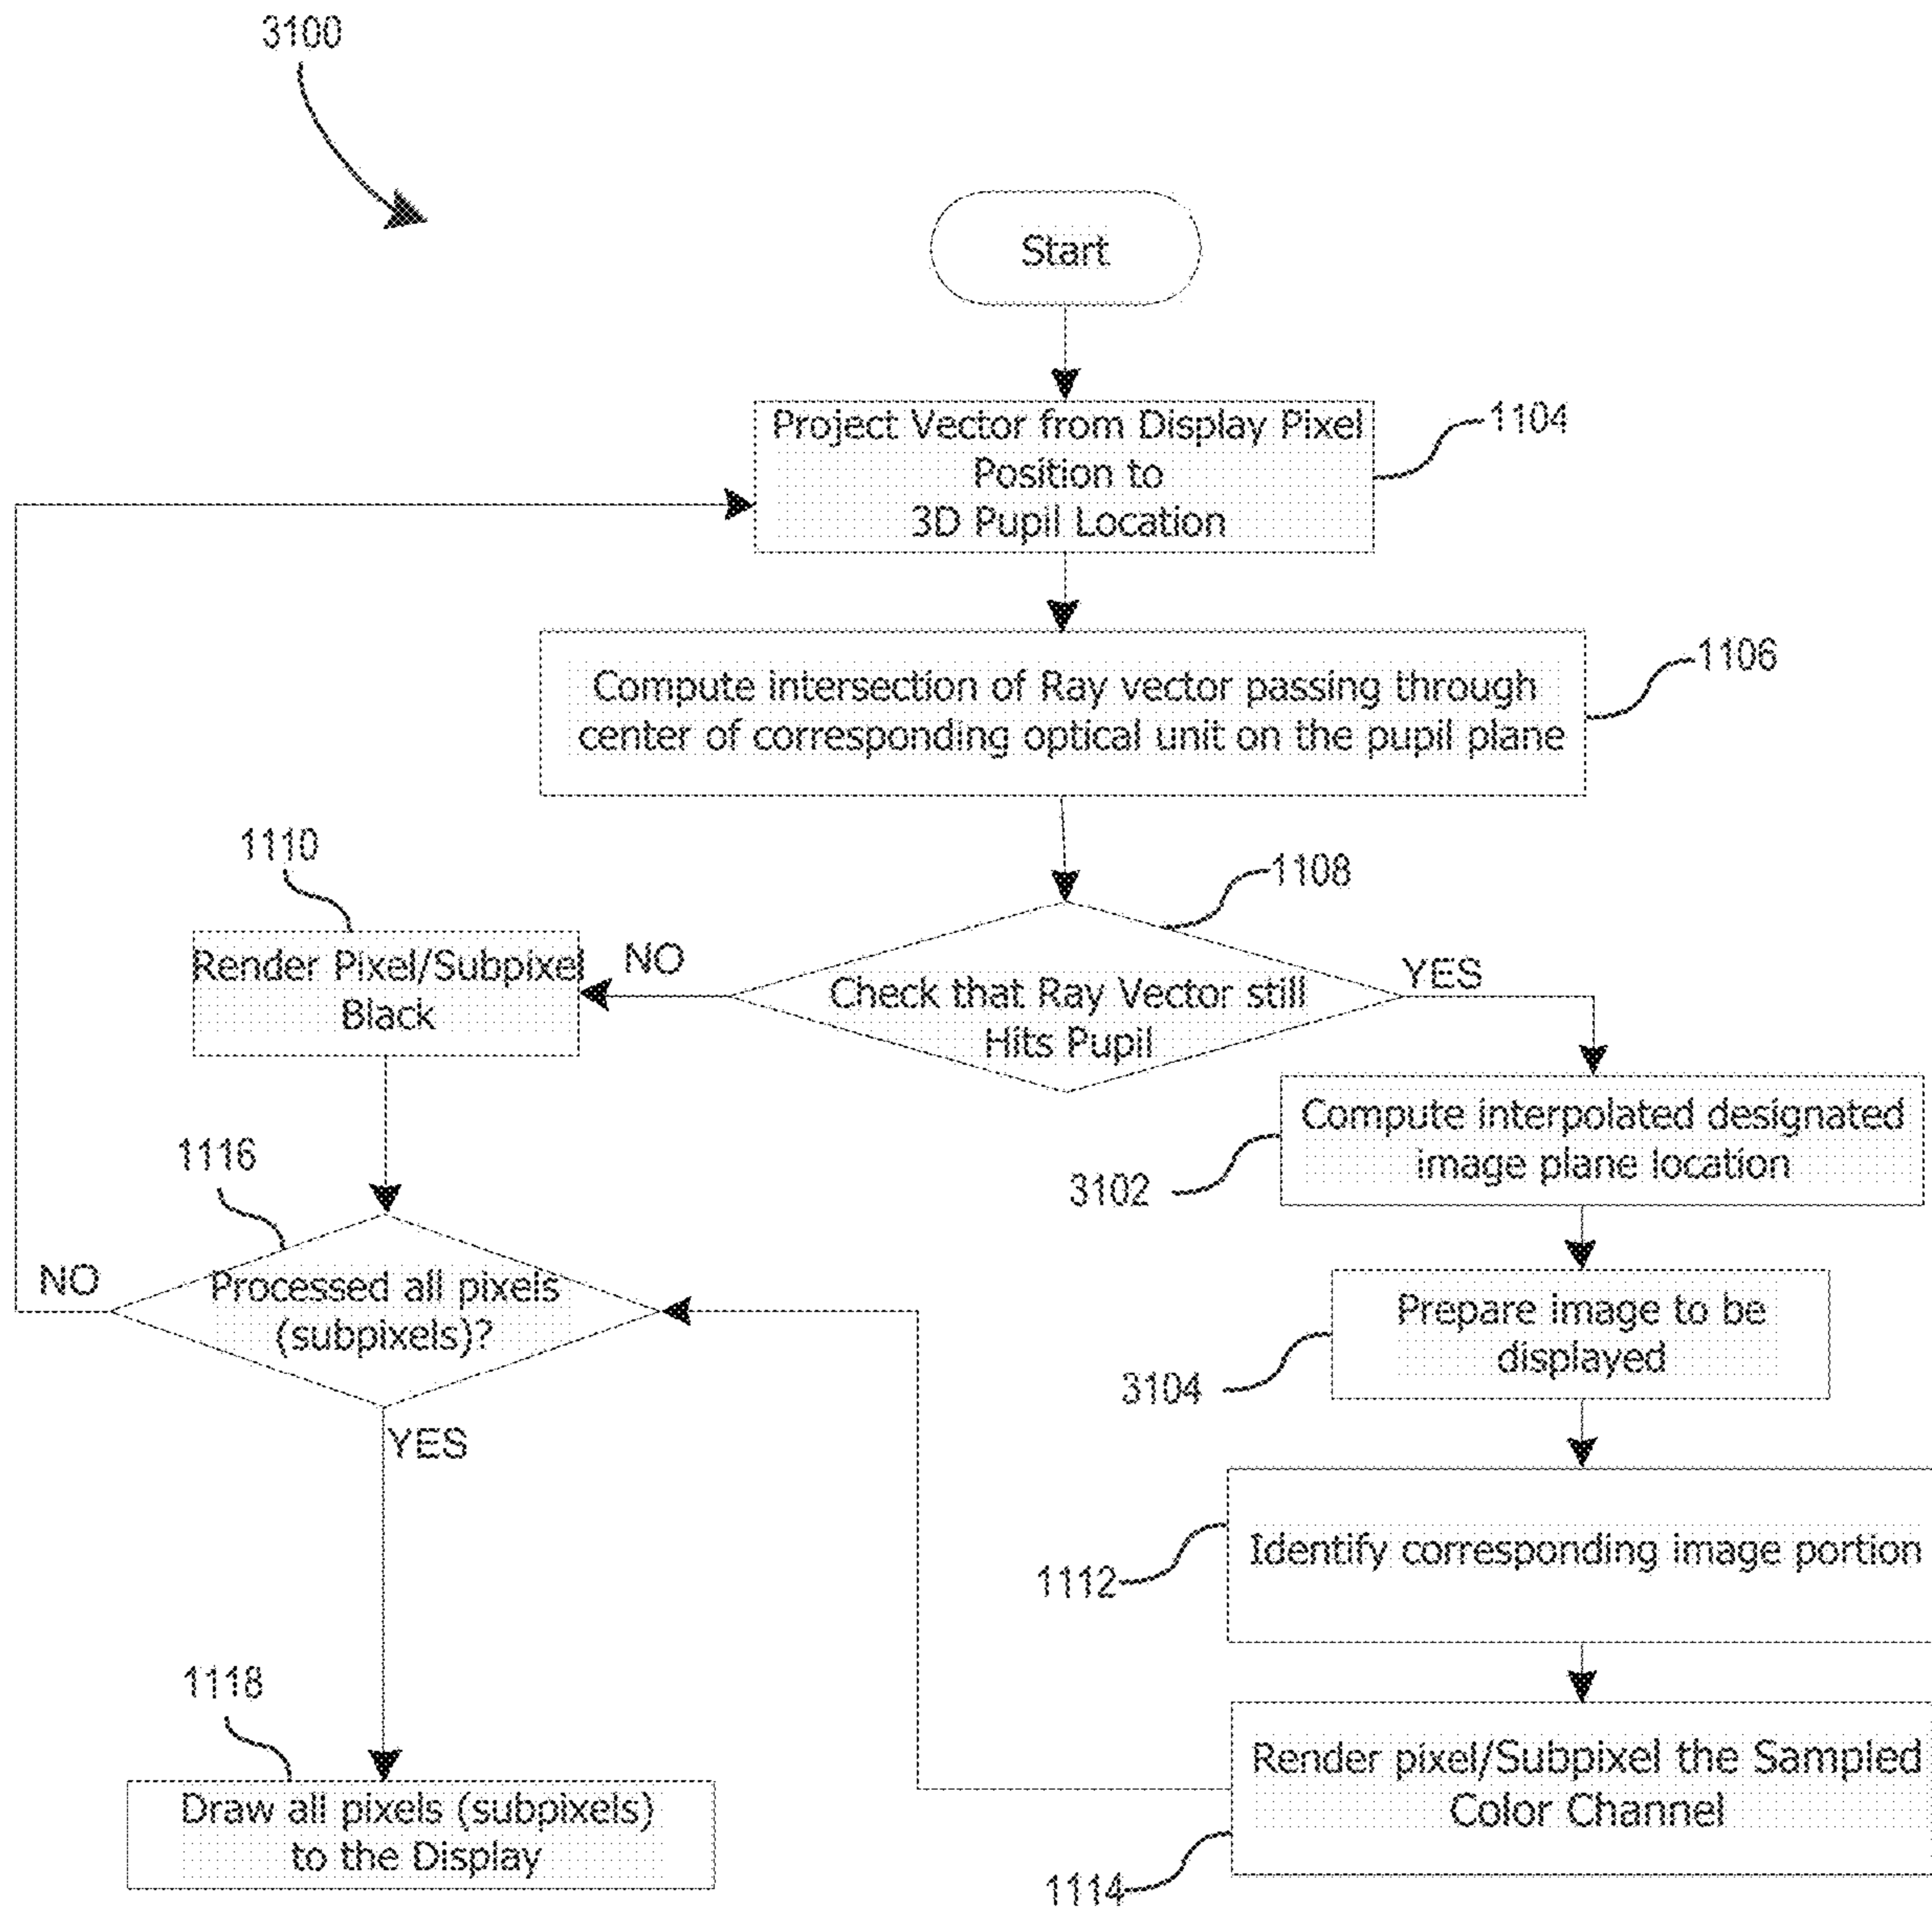 3100
Start
Project Vector from Display Pixel
Position to
3D Pupil Location
1104
Compute intersection of Ray vector passing through
center of corresponding optical unit on the pupil plane
1106
1108
Check that Ray Vector still
Hits Pupil
NO
YES
1110
Render Pixel/Subpixel
Black
Compute interpolated designated
image plane location
3102
1116
Processed all pixels
(subpixels)?
NO
YES
Prepare image to be
displayed
3104
Identify corresponding image portion
1112
Render pixel/Subpixel the Sampled
Color Channel
1114
1118
Draw all pixels (subpixels)
to the Display